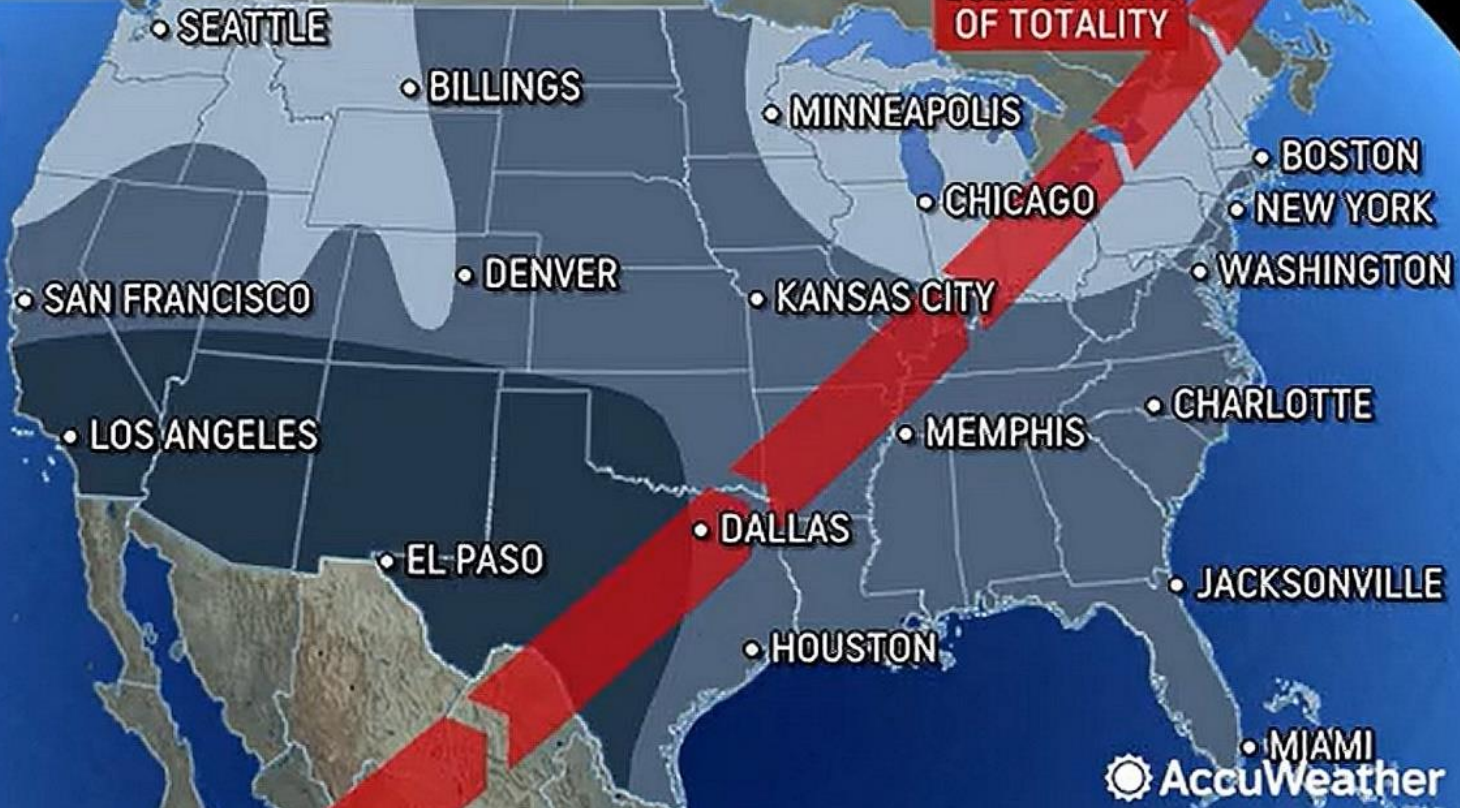 OF TOTALITY
SEATTLE
BILLINGS
MINNEAPOLIS
BOSTON
CHICAGO
NEW YORK
DENVER
WASHINGTON
SAN FRANCISCO
KANSAS CITY
CHARLOTTE
LOS ANGELES
MEMPHIS
DALLAS
EL PASO
JACKSONVILLE
HOUSTON
MIAMI
AccuWeather